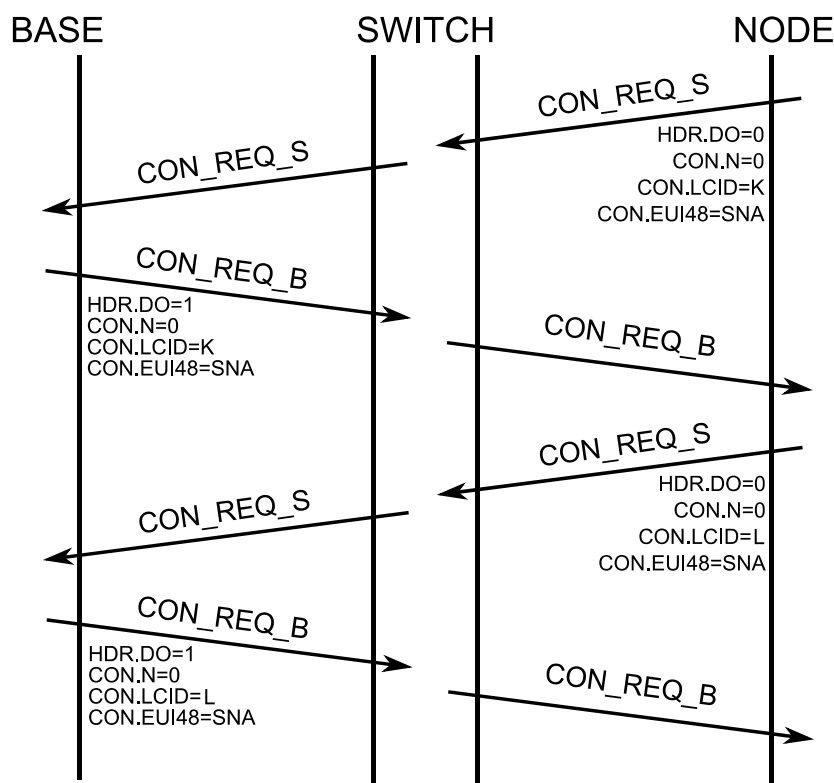 BASE SWITCH NODE
CON_REQ_S
HDR.DO=0
CON.N=0
CON.LCID=K
CON.EUI48=SNA
CON_REQ_S
CON_REQ_B
HDR.DO=1
CON.N=0
CON.LCID=K
CON.EUI48=SNA
CON_REQ_B
CON_REQ_S
HDR.DO=0
CON.N=0
CON.LCID=L
CON.EUI48=SNA
CON_REQ_S
CON_REQ_B
HDR.DO=1
CON.N=0
CON.LCID=L
CON.EUI48=SNA
CON_REQ_B